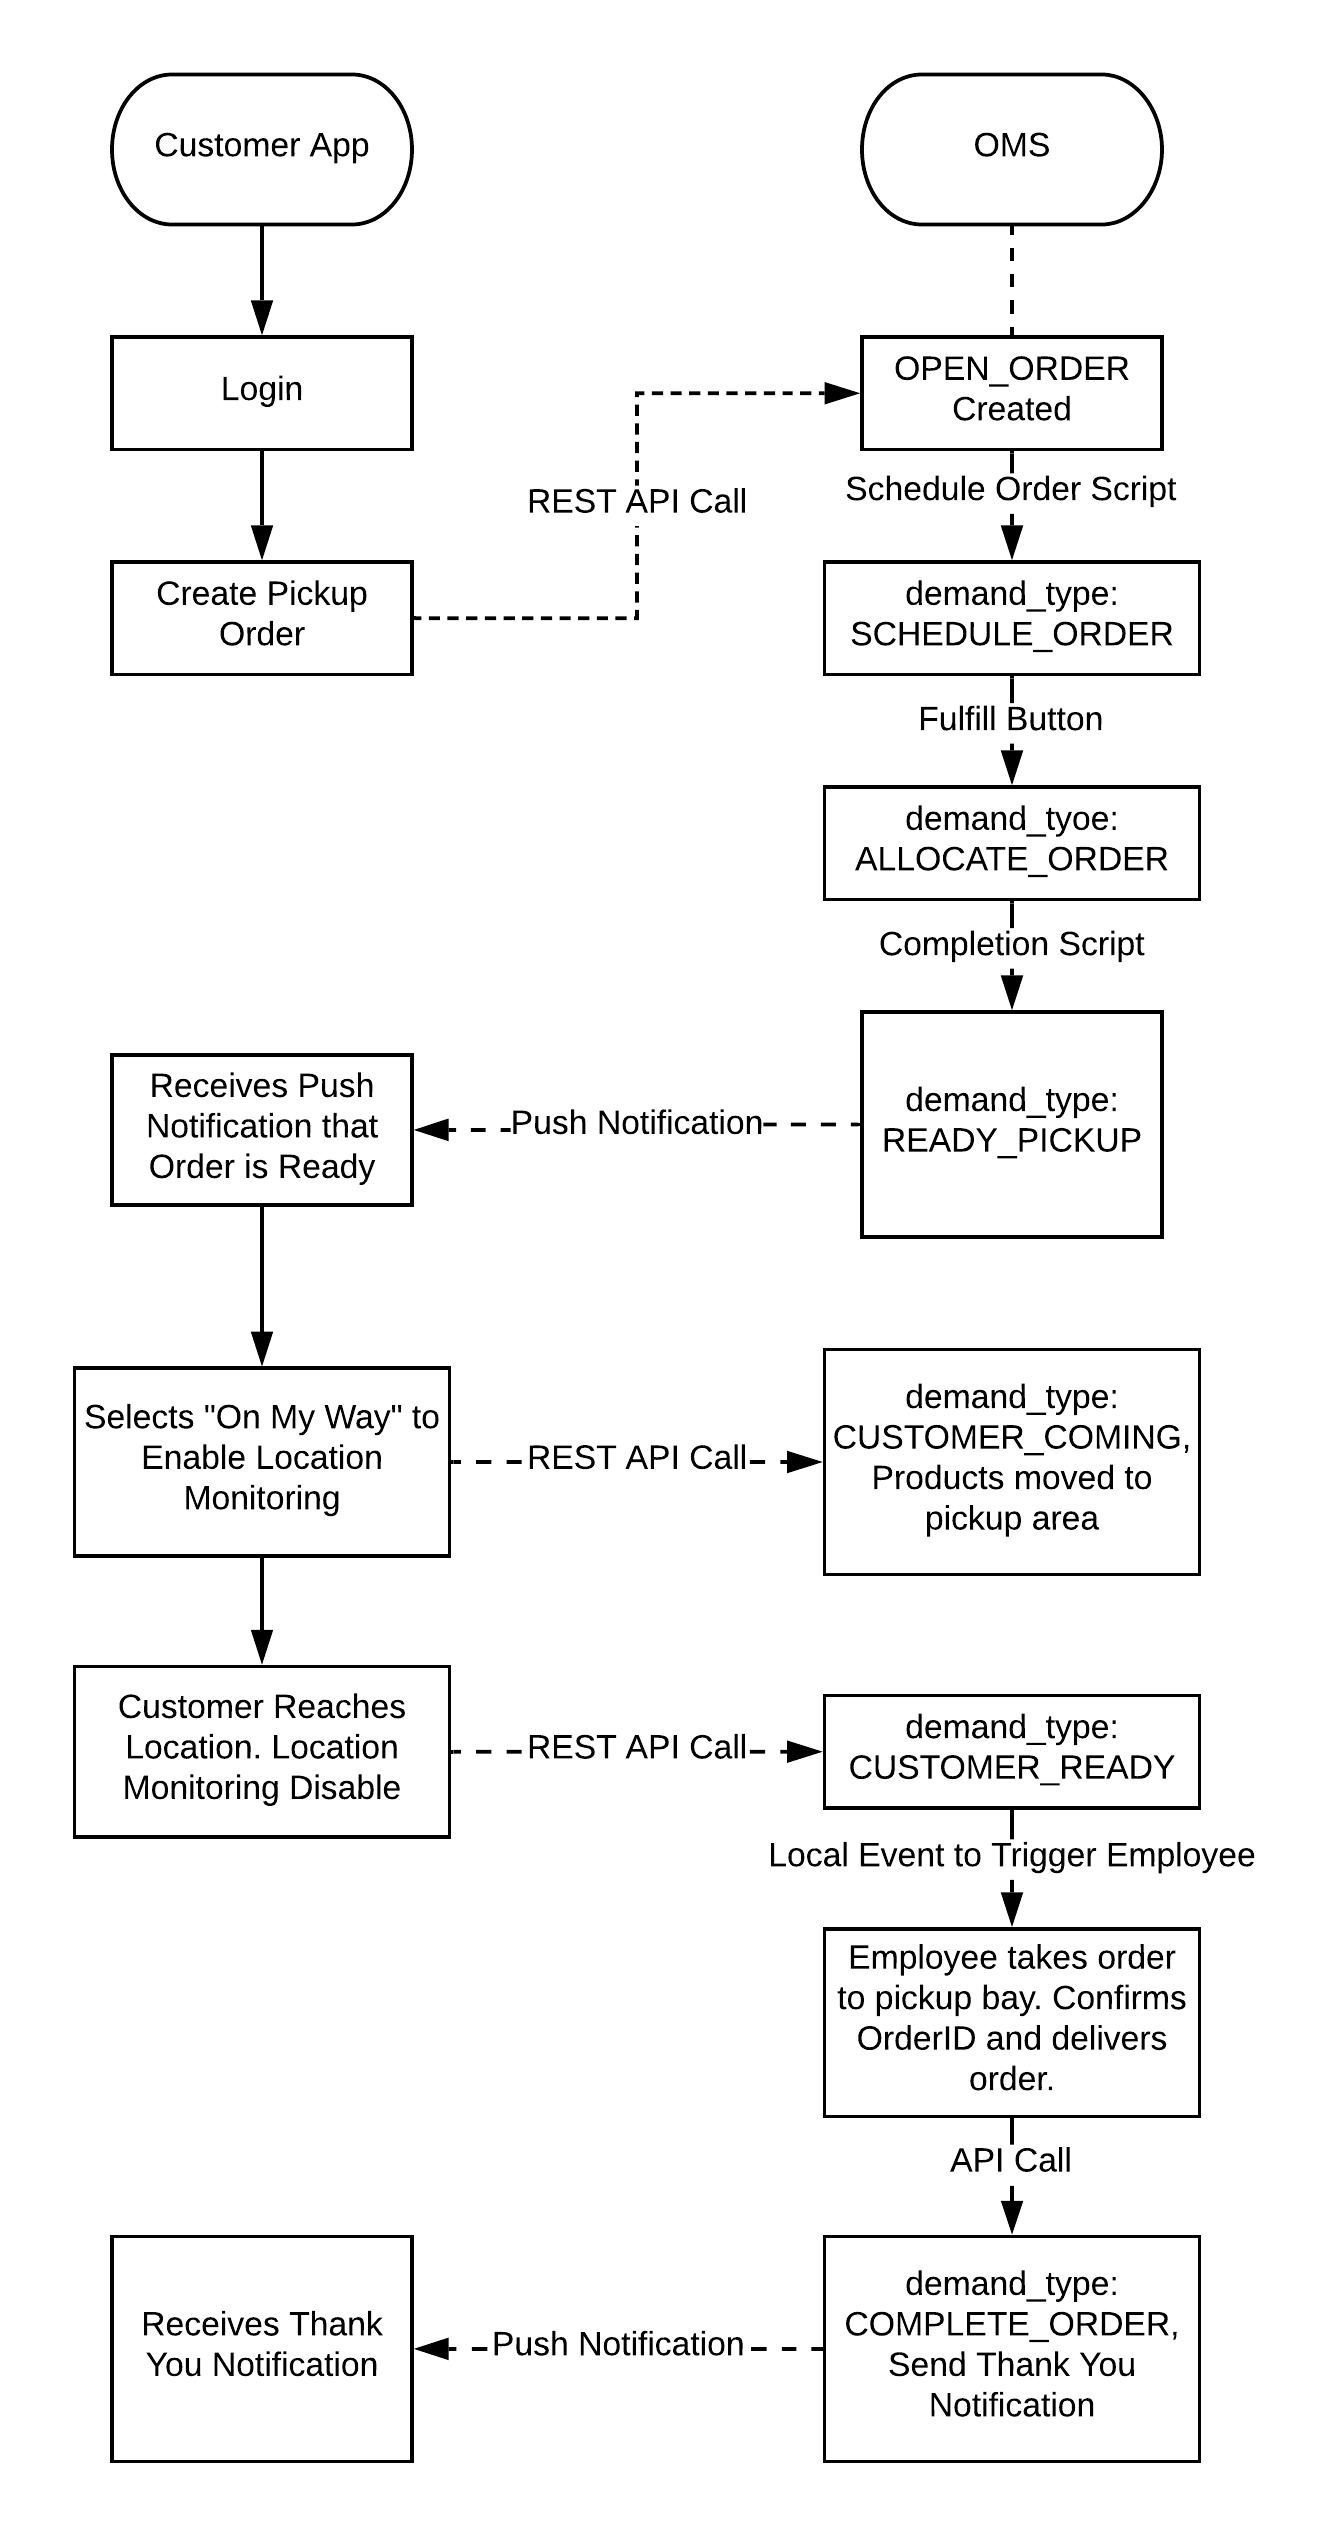 Customer App
OMS
Login
OPEN_ORDER
Created
REST API Call
Schedule Order Script
Create Pickup
Order
demand_type:
SCHEDULE_ORDER
Fulfill Button
demand_tyoe:
ALLOCATE_ORDER
Completion Script
Receives Push
Notification that
Order is Ready
Push Notification
demand_type:
READY_PICKUP
Selects "On My Way" to
Enable Location
Monitoring
REST API Call
demand_type:
CUSTOMER_COMING,
Products moved to
pickup area
Customer Reaches
Location. Location
Monitoring Disable
REST API Call
demand_type:
CUSTOMER_READY
Local Event to Trigger Employee
Employee takes order
to pickup bay. Confirms
OrderID and delivers
order.
API Call
Receives Thank
You Notification
Push Notification
demand_type:
COMPLETE_ORDER,
Send Thank You
Notification